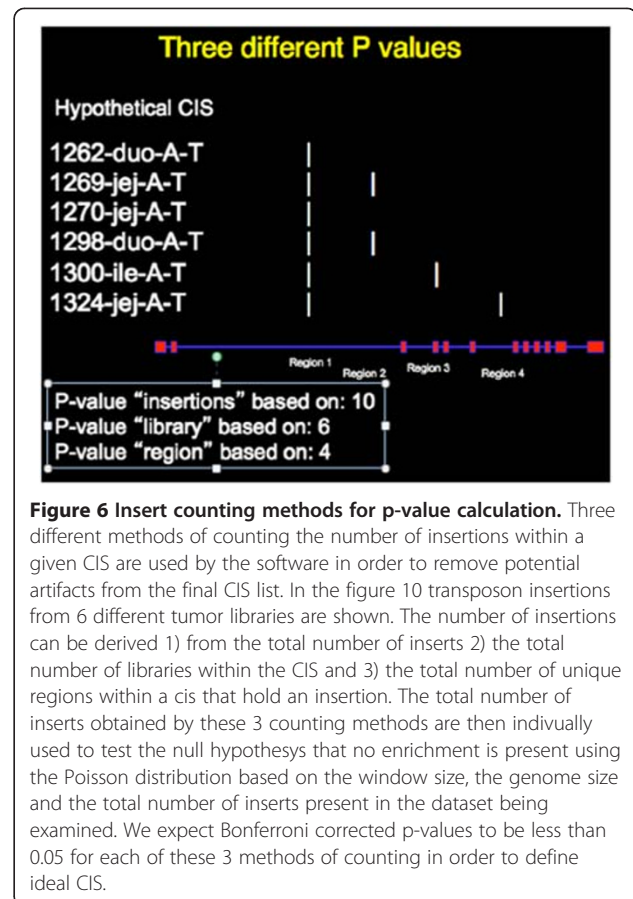 Three different P values
Hypothetical CIS
1262-duo-A-T
1269-jej-A-T
1270-jej-A-T
1298-duo-A-T
1300-ile-A-T
1324-jej-A-T
Region 1
Region 2
Region 3
Region 4
P-value “insertions” based on: 10
P-value “library” based on: 6
P-value “region” based on: 4
Figure 6 Insert counting methods for p-value calculation. Three
different methods of counting the number of insertions within a
given CIS are used by the software in order to remove potential
artifacts from the final CIS list. In the figure 10 transposon insertions
from 6 different tumor libraries are shown. The number of insertions
can be derived 1) from the total number of inserts 2) the total
number of libraries within the CIS and 3) the total number of unique
regions within a cis that hold an insertion. The total number of
inserts obtained by these 3 counting methods are then indivually
used to test the null hypothesys that no enrichment is present using
the Poisson distribution based on the window size, the genome size
and the total number of inserts present in the dataset being
examined. We expect Bonferroni corrected p-values to be less than
0.05 for each of these 3 methods of counting in order to define
ideal CIS.